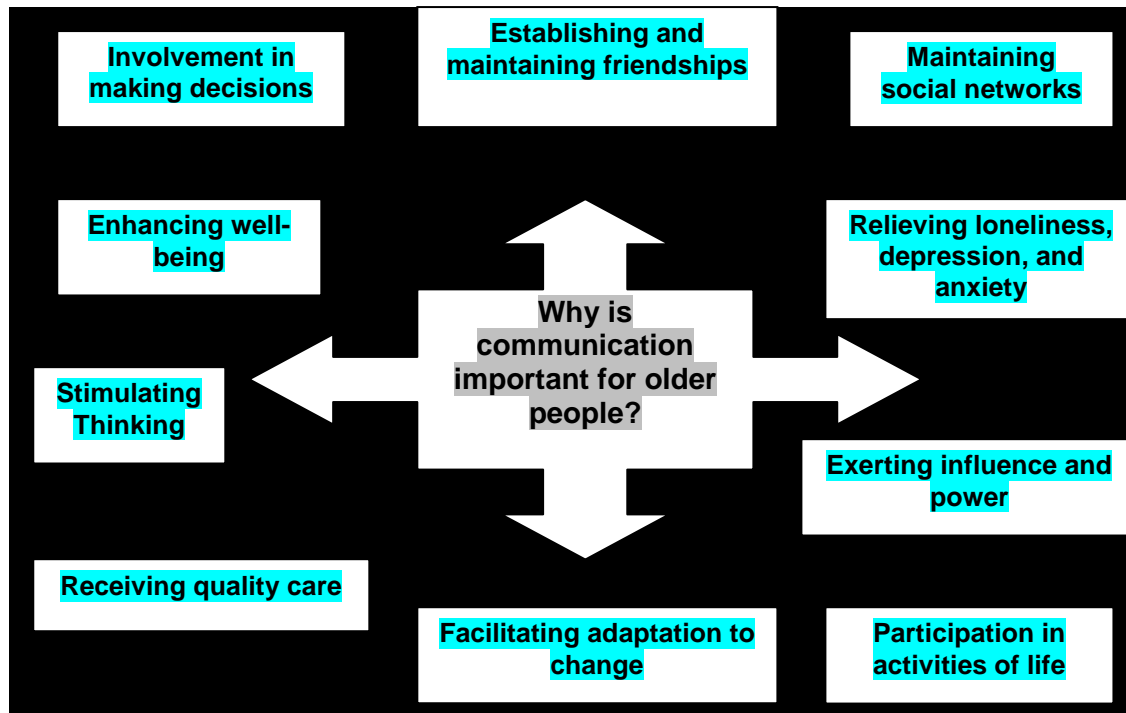 Involvement in
making decisions
Establishing and
maintaining friendships
Maintaining
social networks
Enhancing well-
being
Relieving loneliness,
depression, and
anxiety
Why is
communication
important for older
people?
Stimulating
Thinking
Exerting influence and
power
Receiving quality care
Facilitating adaptation to
change
Participation in
activities of life